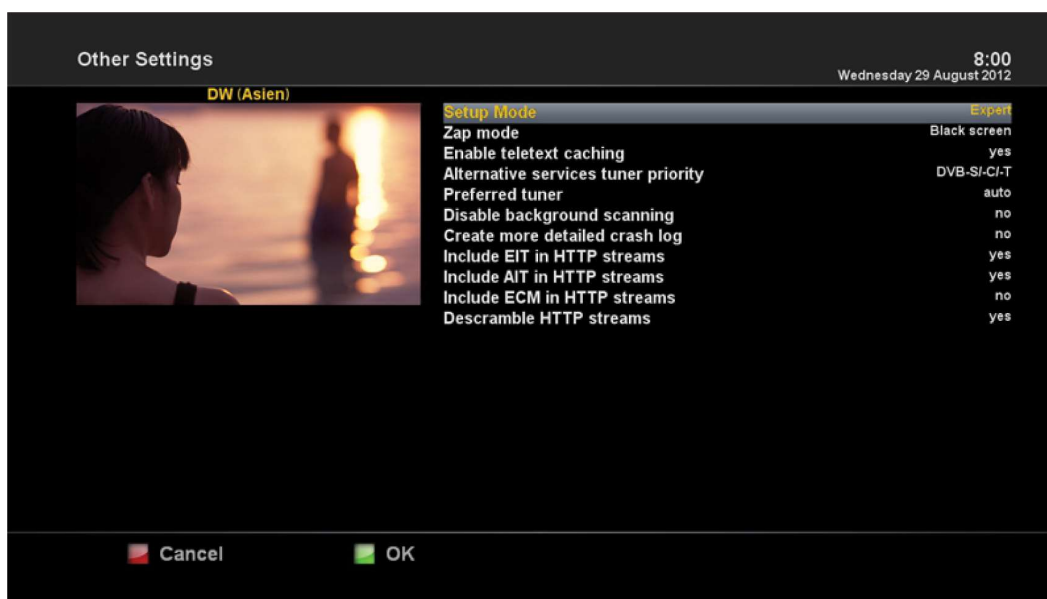 Other Settings
8:00
Wednesday 29 August 2012
DW (Asien)
Setup Mode Expert
Zap mode Black screen
Enable teletext caching yes
Alternative services tuner priority DVB-S/-C/-T
Preferred tuner auto
Disable background scanning no
Create more detailed crash log no
Include EIT in HTTP streams yes
Include AIT in HTTP streams yes
Include ECM in HTTP streams no
Descramble HTTP streams yes
Cancel OK